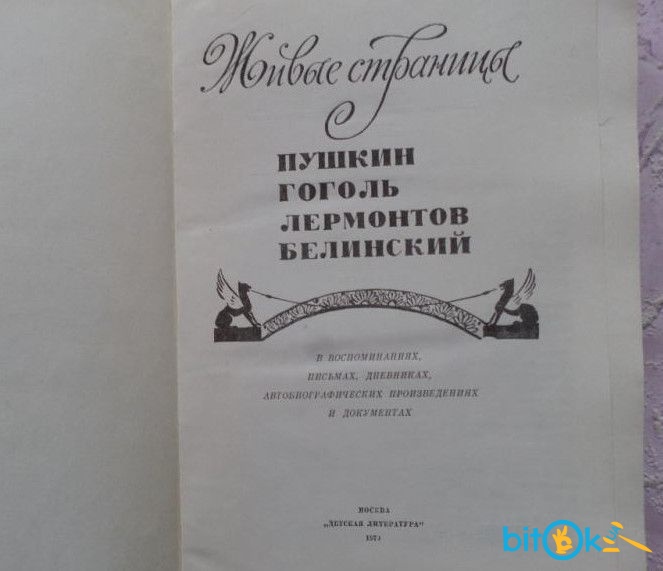 Живые страницы
ПУШКИН
ГОГОЛЬ
ЛЕРМОНТОВ
БЕЛИНСКИЙ
В ВОСПОМИНАНИЯХ,
ПИСЬМАХ, ДНЕВНИКАХ,
АВТОБИОГРАФИЧЕСКИХ ПРОИЗВЕДЕНИЯХ
И ДОКУМЕНТАХ
МОСКВА
„ДЕТСКАЯ ЛИТЕРАТУРА"
bitOk